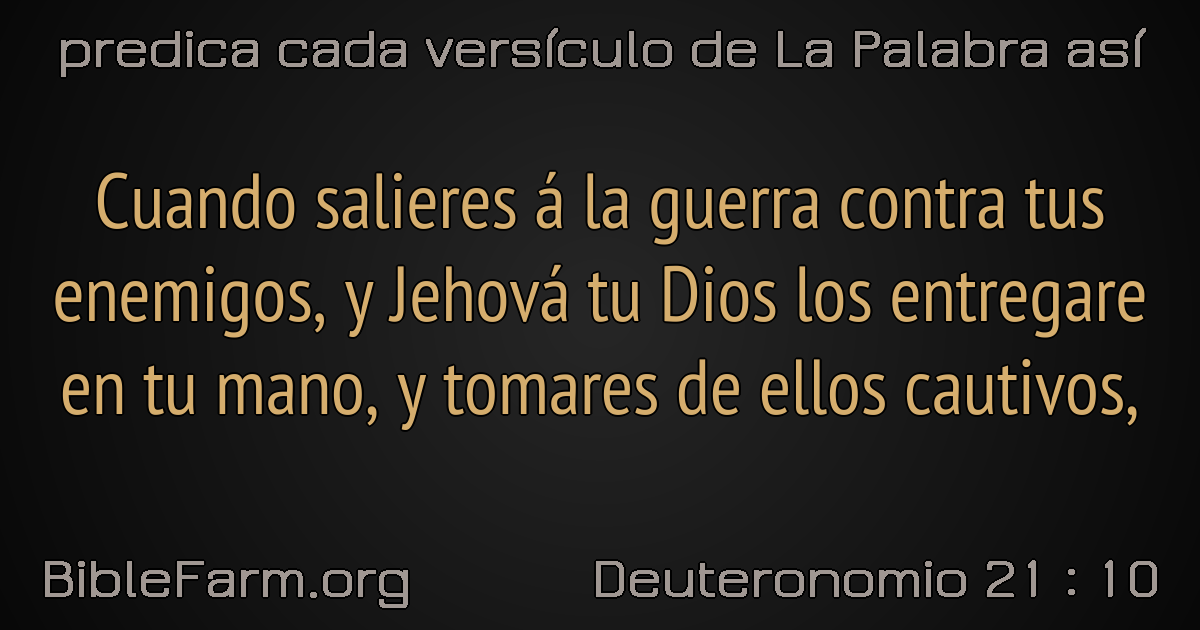 predica cada versículo de La Palabra así
Cuando salieres á la guerra contra tus
enemigos, y Jehová tu Dios los entregare
en tu mano, y tomares de ellos cautivos,
BibleFarm.org
Deuteronomio 21 : 10